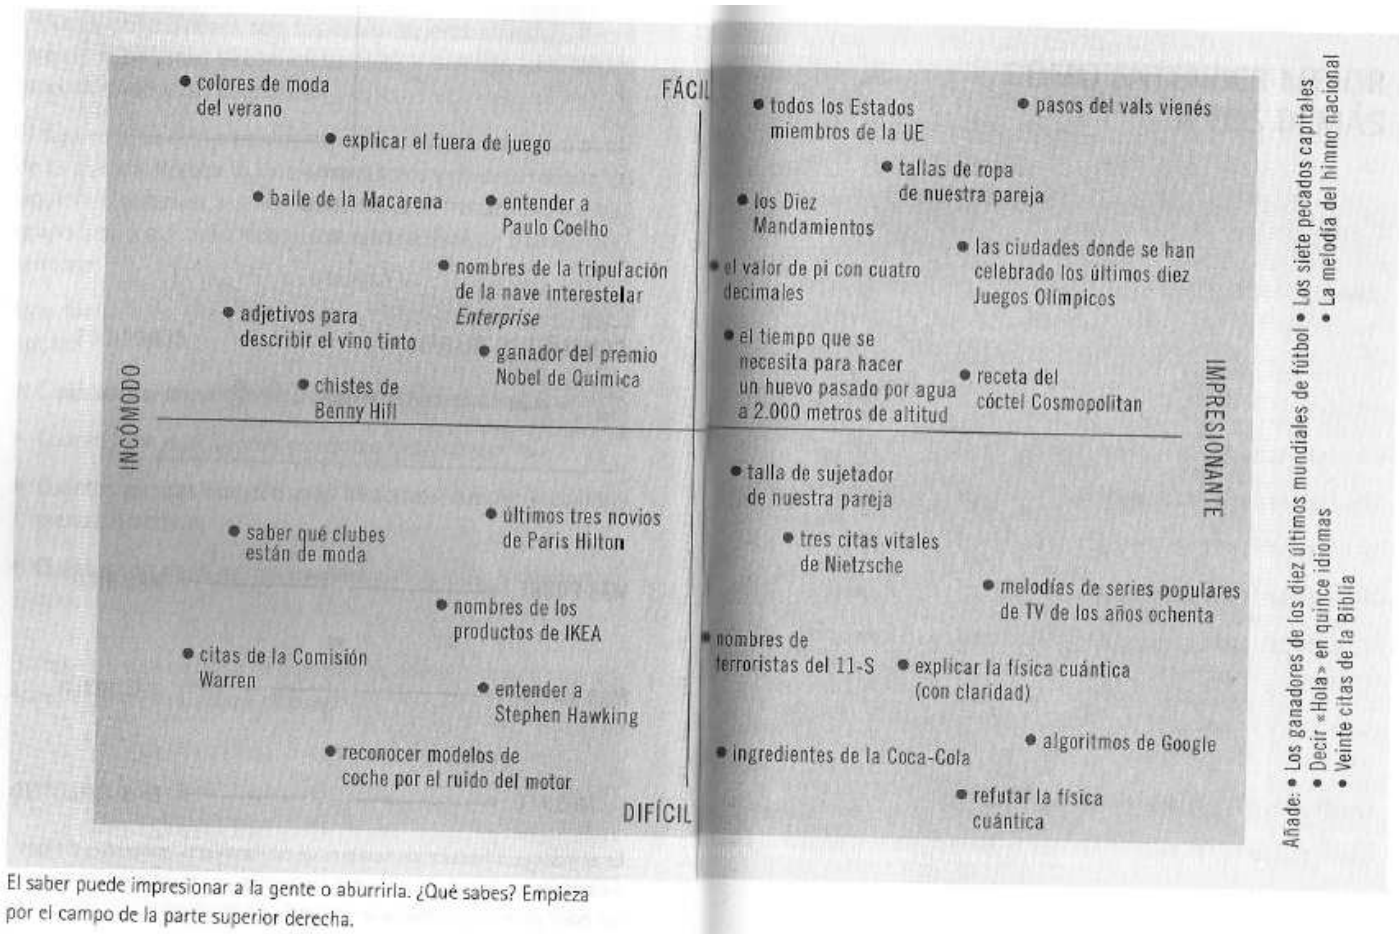 FÁCIL
● colores de moda
del verano
● explicar el fuera de juego
● baile de la Macarena
● entender a
Paulo Coelho
● nombres de la tripulación
de la nave interestelar
Enterprise
● adjetivos para
describir el vino tinto
● ganador del premio
Nobel de Química
● chistes de
Benny Hill
● todos los Estados
miembros de la UE
● pasos del vals vienés
● tallas de ropa
de nuestra pareja
● los Diez
Mandamientos
● las ciudades donde se han
celebrado los últimos diez
Juegos Olímpicos
● el valor de pi con cuatro
decimales
● el tiempo que se
necesita para hacer
un huevo pasado por agua
a 2.000 metros de altitud
● receta del
cóctel Cosmopolitan
INCÓMODO
IMPRESIONANTE
● saber qué clubes
están de moda
● últimos tres novios
de Paris Hilton
● nombres de los
productos de IKEA
● citas de la Comisión
Warren
● entender a
Stephen Hawking
● reconocer modelos de
coche por el ruido del motor
● talla de sujetador
de nuestra pareja
● tres citas vitales
de Nietzsche
● melodías de series populares
de TV de los años ochenta
● nombres de
terroristas del 11-S
● explicar la física cuántica
(con claridad)
● algoritmos de Google
● ingredientes de la Coca-Cola
● refutar la física
cuántica
DIFÍCIL
Añade: ● Los ganadores de los diez últimos mundiales de fútbol ● Los siete pecados capitales
● Decir «Hola» en quince idiomas ● La melodía del himno nacional
● Veinte citas de la Biblia
El saber puede impresionar a la gente o aburrirla. ¿Qué sabes? Empieza
por el campo de la parte superior derecha.